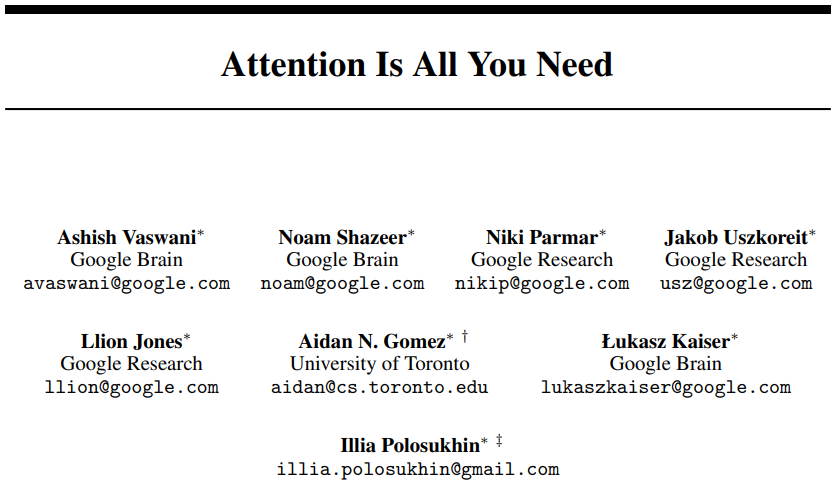 Attention Is All You Need
Ashish Vaswani* Noam Shazeer* Niki Parmar* Jakob Uszkoreit*
Google Brain Google Brain Google Research Google Research
avaswani@google.com noam@google.com nikip@google.com usz@google.com
Llion Jones* Aidan N. Gomez* † Łukasz Kaiser*
Google Research University of Toronto Google Brain
llion@google.com aidan@cs.toronto.edu lukaszkaiser@google.com
Illia Polosukhin* ‡
illia.polosukhin@gmail.com